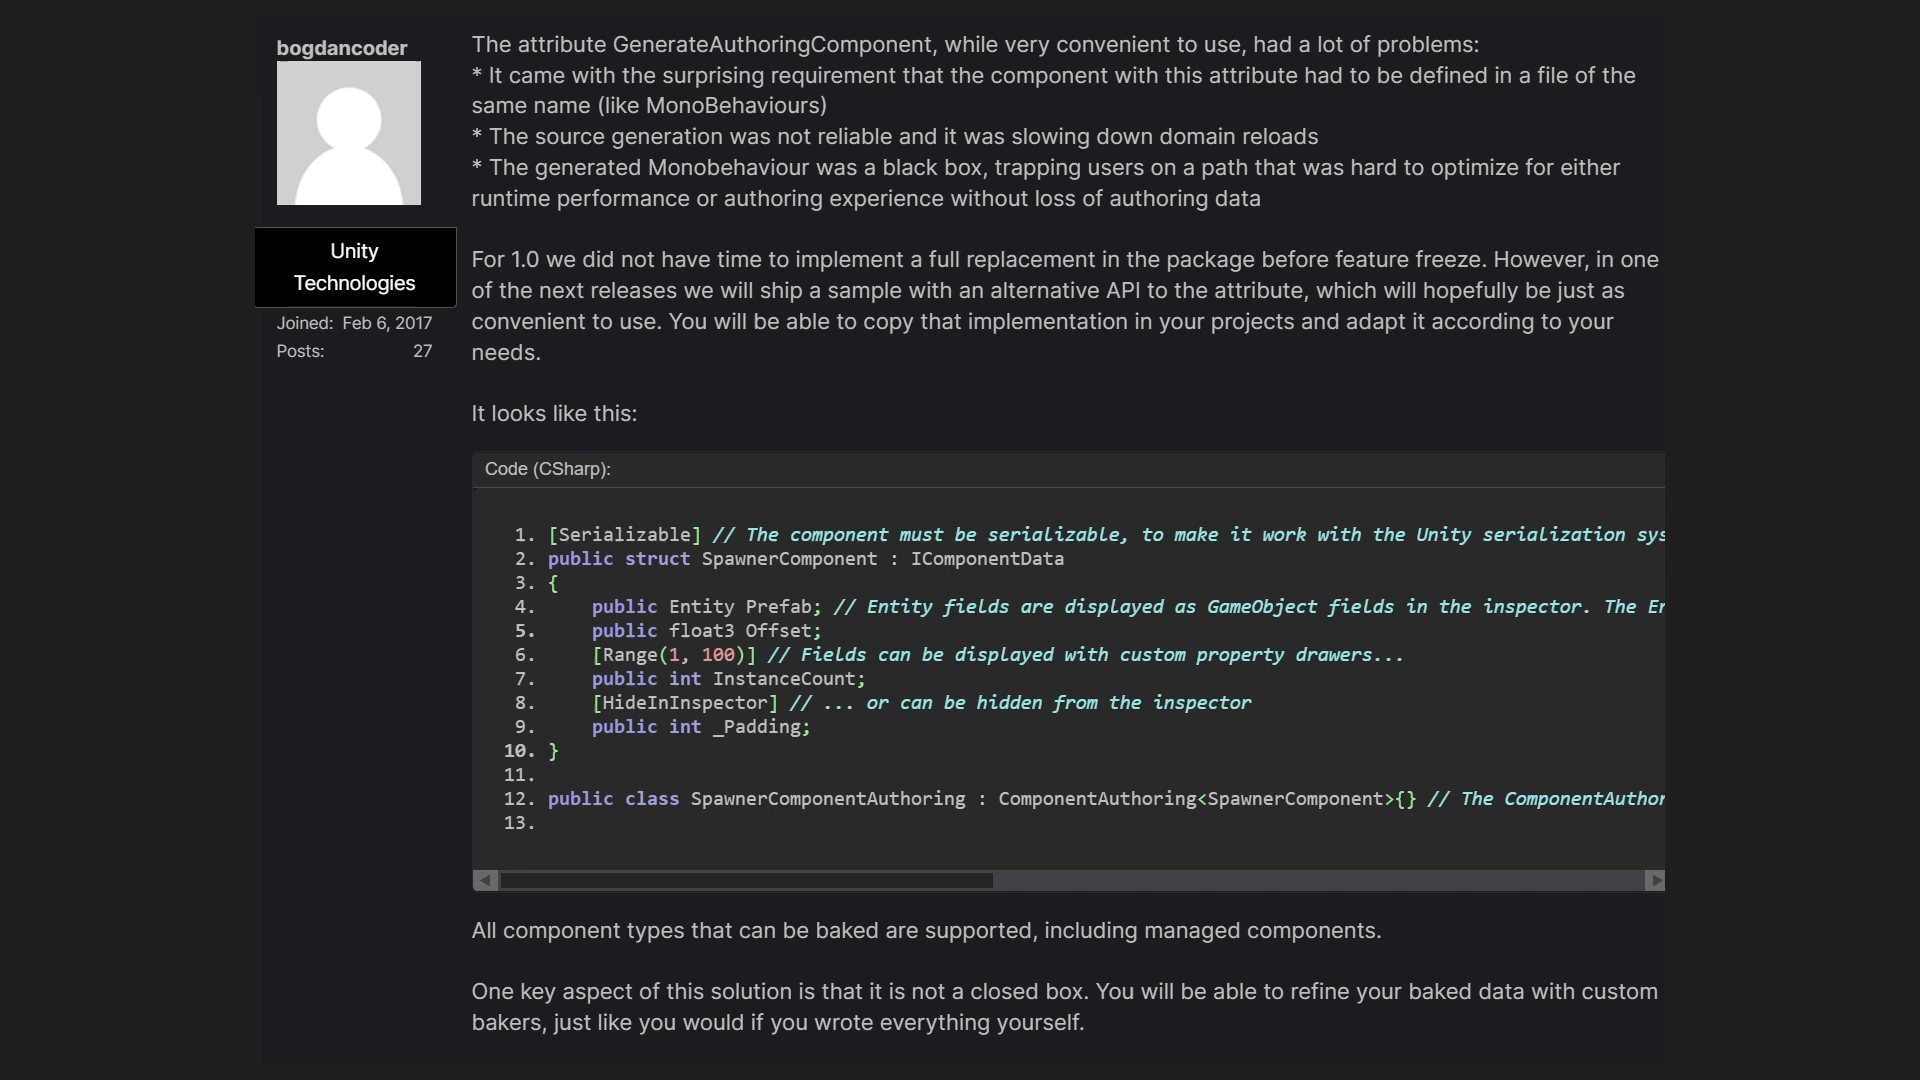 bogdancoder
Unity
Technologies
Joined: Feb 6, 2017
Posts: 27
The attribute GenerateAuthoringComponent, while very convenient to use, had a lot of problems:
* It came with the surprising requirement that the component with this attribute had to be defined in a file of the
same name (like MonoBehaviours)
* The source generation was not reliable and it was slowing down domain reloads
* The generated Monobehaviour was a black box, trapping users on a path that was hard to optimize for either
runtime performance or authoring experience without loss of authoring data
For 1.0 we did not have time to implement a full replacement in the package before feature freeze. However, in one
of the next releases we will ship a sample with an alternative API to the attribute, which will hopefully be just as
convenient to use. You will be able to copy that implementation in your projects and adapt it according to your
needs.
It looks like this:
Code (CSharp):
1. [Serializable] // The component must be serializable, to make it work with the Unity serialization sys
2. public struct SpawnerComponent : IComponentData
3. {
4.     public Entity Prefab; // Entity fields are displayed as GameObject fields in the inspector. The
5.     public float3 Offset;
6.     [Range(1, 100)] // Fields can be displayed with custom property drawers...
7.     public int InstanceCount;
8.     [HideInInspector] // ... or can be hidden from the inspector
9.     public int _Padding;
10. }
11.
12. public class SpawnerComponentAuthoring : ComponentAuthoring<SpawnerComponent>{} // The ComponentAuthor
13.
All component types that can be baked are supported, including managed components.
One key aspect of this solution is that it is not a closed box. You will be able to refine your baked data with custom
bakers, just like you would if you wrote everything yourself.